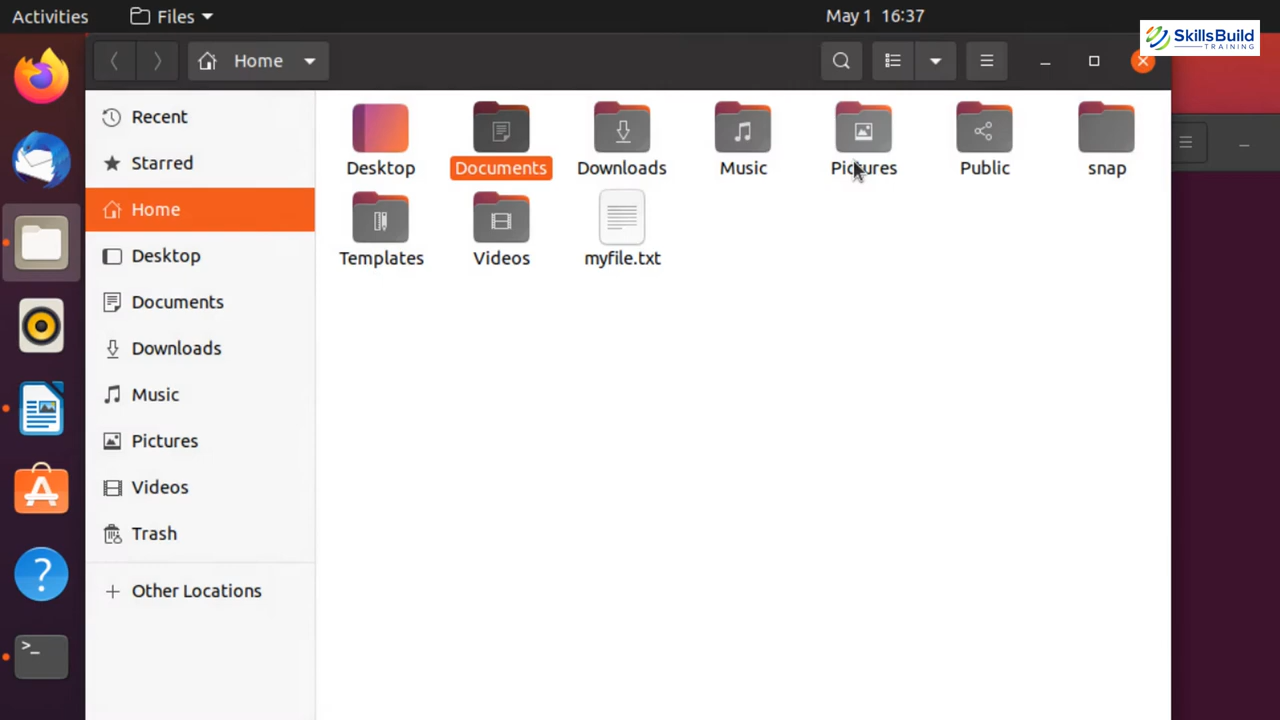 Activities
Files
May 1 16:37
SkillsBuild
TRAINING
Home
Recent
Starred
Home
Desktop
Documents
Downloads
Music
Pictures
Videos
Trash
Other Locations
Desktop
Documents
Downloads
Music
Pictures
Public
snap
Templates
Videos
myfile.txt